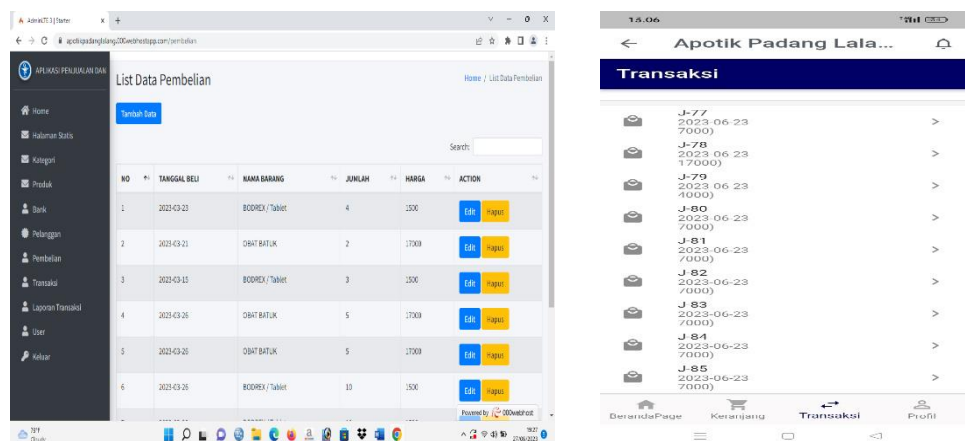 AdminLTE 3 | Starter
apotikpadanglalang.000webhostapp.com/pembelian
APLIKASI PENJUALAN DAN
Home
Halaman Statis
Kategori
Produk
Bank
Pelanggan
Pembelian
Transaksi
Laporan Transaksi
User
Keluar
List Data Pembelian
Home / List Data Pembelian
Tambah Data
Search:
NO TANGGAL BELI NAMA BARANG JUMLAH HARGA ACTION
1 2023-03-23 BODREX / Tablet 4 1500 Edit Hapus
2 2023-03-21 OBAT BATUK 2 17000 Edit Hapus
3 2023-03-15 BODREX / Tablet 3 1500 Edit Hapus
4 2023-03-26 OBAT BATUK 5 17000 Edit Hapus
5 2023-03-26 OBAT BATUK 5 17000 Edit Hapus
6 2023-03-26 BODREX / Tablet 10 1500 Edit Hapus
Powered by 000webhost
Cloudy
27/06/2023
15.06
Apotik Padang Lala...
Transaksi
J-77
2023-06-23
7000)
J-78
2023-06-23
17000)
J-79
2023-06-23
4000)
J-80
2023-06-23
7000)
J-81
2023-06-23
7000)
J-82
2023-06-23
7000)
J-83
2023-06-23
7000)
J-84
2023-06-23
7000)
J-85
2023-06-23
7000)
BerandaPage Keranjang Transaksi Profil